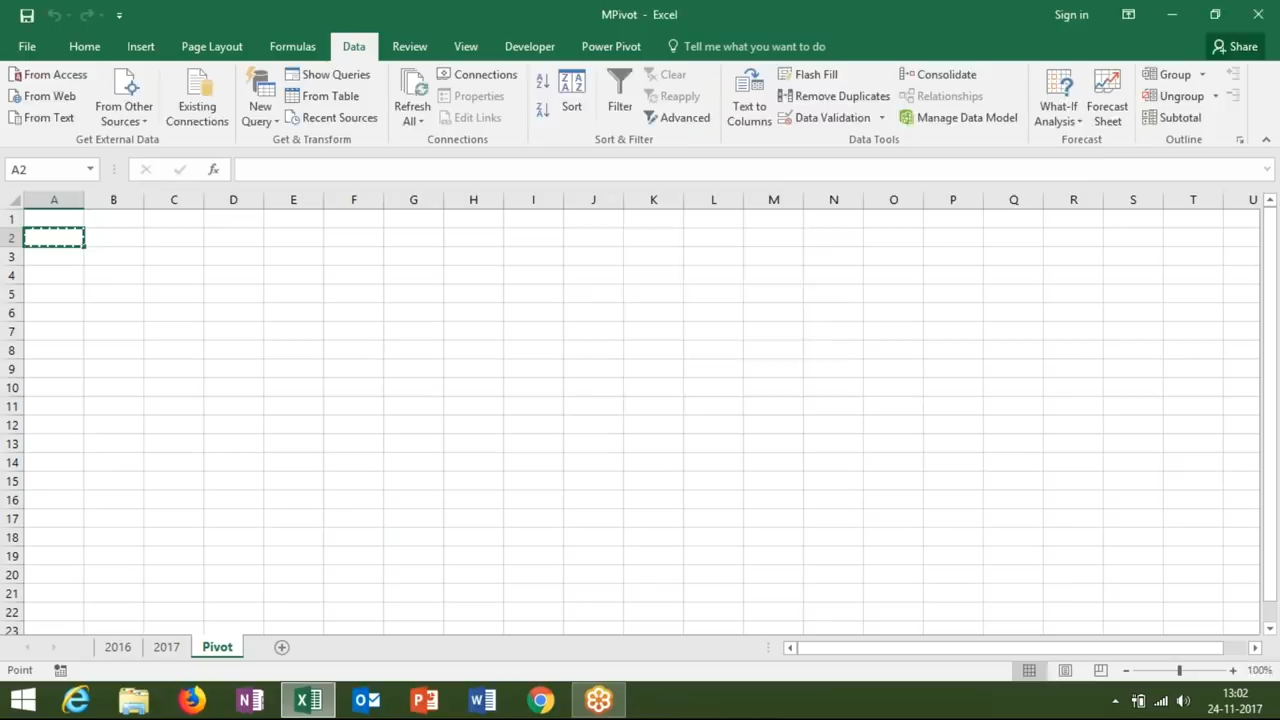 MPivot - Excel
Sign in
File Home Insert Page Layout Formulas Data Review View Developer Power Pivot Tell me what you want to do Share
From Access
From Web
From Text
From Other Sources
Existing Connections
Get External Data
New Query
Show Queries
From Table
Recent Sources
Get & Transform
Refresh All
Connections
Properties
Edit Links
Connections
Sort
Filter
Clear
Reapply
Advanced
Sort & Filter
Text to Columns
Flash Fill
Remove Duplicates
Data Validation
Consolidate
Relationships
Manage Data Model
Data Tools
What-If Analysis
Forecast Sheet
Forecast
Group
Ungroup
Subtotal
Outline
A2
fx
A B C D E F G H I J K L M N O P Q R S T U
1
2
3
4
5
6
7
8
9
10
11
12
13
14
15
16
17
18
19
20
21
22
23
2016 2017 Pivot
Point
100%
13:02
24-11-2017